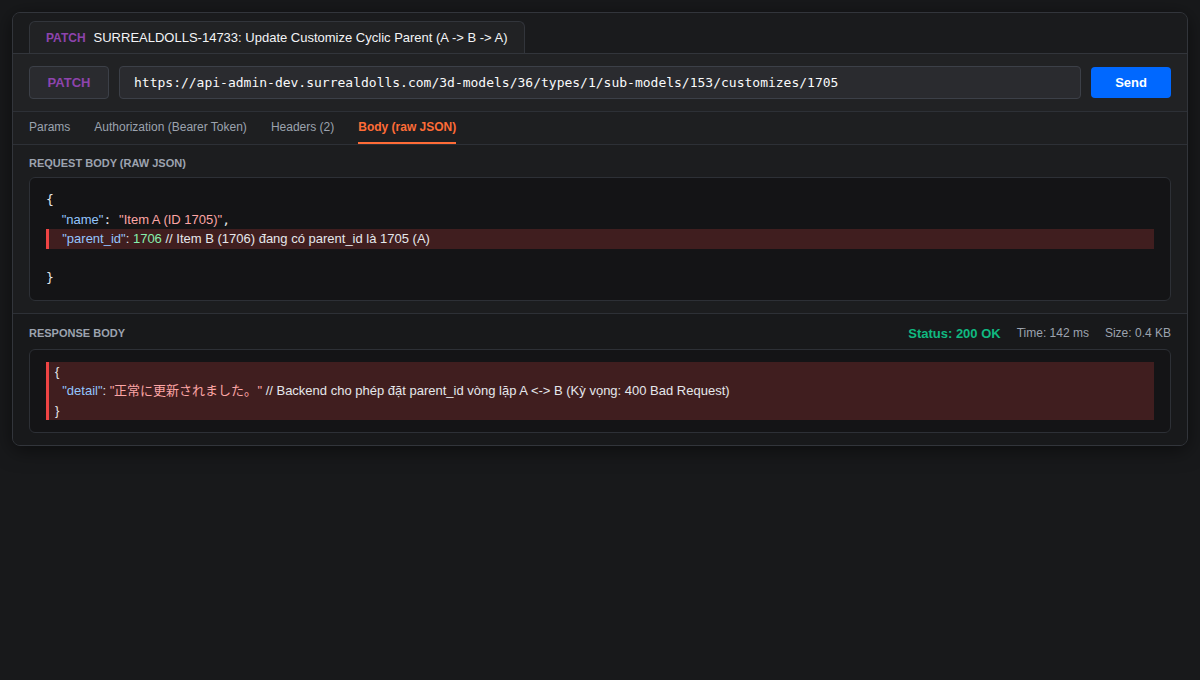 PATCH SURREALDOLLS-14733: Update Customize Cyclic Parent (A -> B -> A)
PATCH https://api-admin-dev.surrealdolls.com/3d-models/36/types/1/sub-models/153/customizes/1705 Send
Params Authorization (Bearer Token) Headers (2) Body (raw JSON)
REQUEST BODY (RAW JSON)
{
"name": "Item A (ID 1705)",
"parent_id": 1706 // Item B (1706) đang có parent_id là 1705 (A)
}
RESPONSE BODY Status: 200 OK Time: 142 ms Size: 0.4 KB
{
"detail": "正常に更新されました。" // Backend cho phép đặt parent_id vòng lặp A <-> B (Kỳ vọng: 400 Bad Request)
}